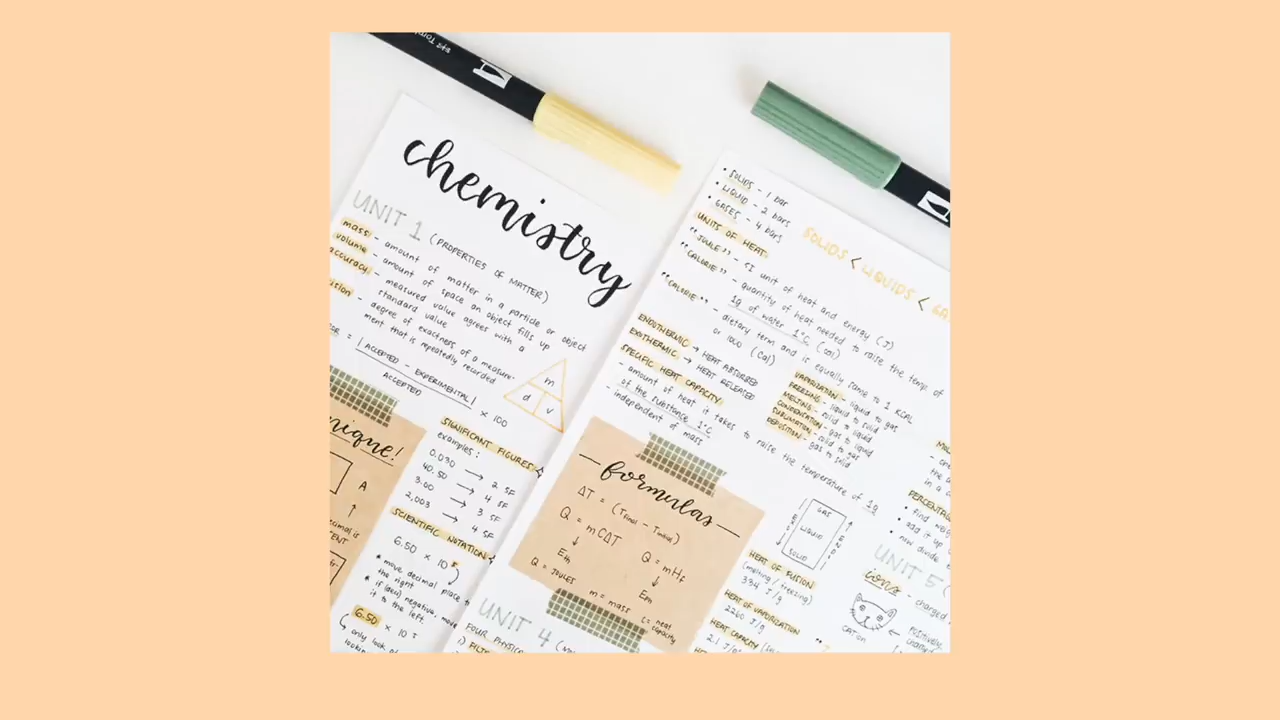 chemistry
UNIT 1 (PROPERTIES OF MATTER)
mass - amount of matter in a particle or object
volume - amount of space an object fills up
accuracy - measured value agrees with a
standard value
- degree of exactness of a measure-
ment that is repeatedly recorded
= | ACCEPTED - EXPERIMENTAL | × 100
ACCEPTED
m
d v
nique!
A
SIGNIFICANT FIGURES
examples:
0.030 → 2 SF
40.50 → 4 SF
3.00 → 3 SF
2,003 → 4 SF
SCIENTIFIC NOTATION
6.50 × 10
* move decimal place
the right
* if (dec) negative, move
it to the left.
6.50 × 10
only look
• SOLIDS - 1 bar
• LIQUID - 2 bars
• GASES - 4 bars
SOLIDS < LIQUIDS <
UNITS OF HEAT
"JOULE" - SI unit of heat and energy (J)
"CALORIE" - quantity of heat needed to raise the temp of
1g of water 1°C (cal)
"CALORIE" - dietary term and is equally same to 1 KCAL
or 1000 (Cal)
ENDOTHERMIC → HEAT ABSORBED
EXOTHERMIC → HEAT RELEASED
SPECIFIC HEAT CAPACITY
- amount of heat it takes to raise the temperature of 1g
of the substance 1°C
- independent of mass
VAPORIZATION - liquid to gas
FREEZING - liquid to solid
MELTING - solid to liquid
CONDENSATION - gas to liquid
SUBLIMATION - solid to gas
DEPOSITION - gas to solid
formulas
ΔT = (Tfinal - Tinitial)
Q = mCΔT
Q = mHf
Q = JOULES
m = mass
C = heat
capacity
GAS
LIQUID
SOLID
HEAT OF FUSION
(melting / freezing)
334 J/g
HEAT OF VAPORIZATION
2260 J/g
HEAT CAPACITY
2.1 J/g
UNIT 4
FOUR
• find
• add it up
• now divide
UNIT 5
ions - charged
CATION
positively